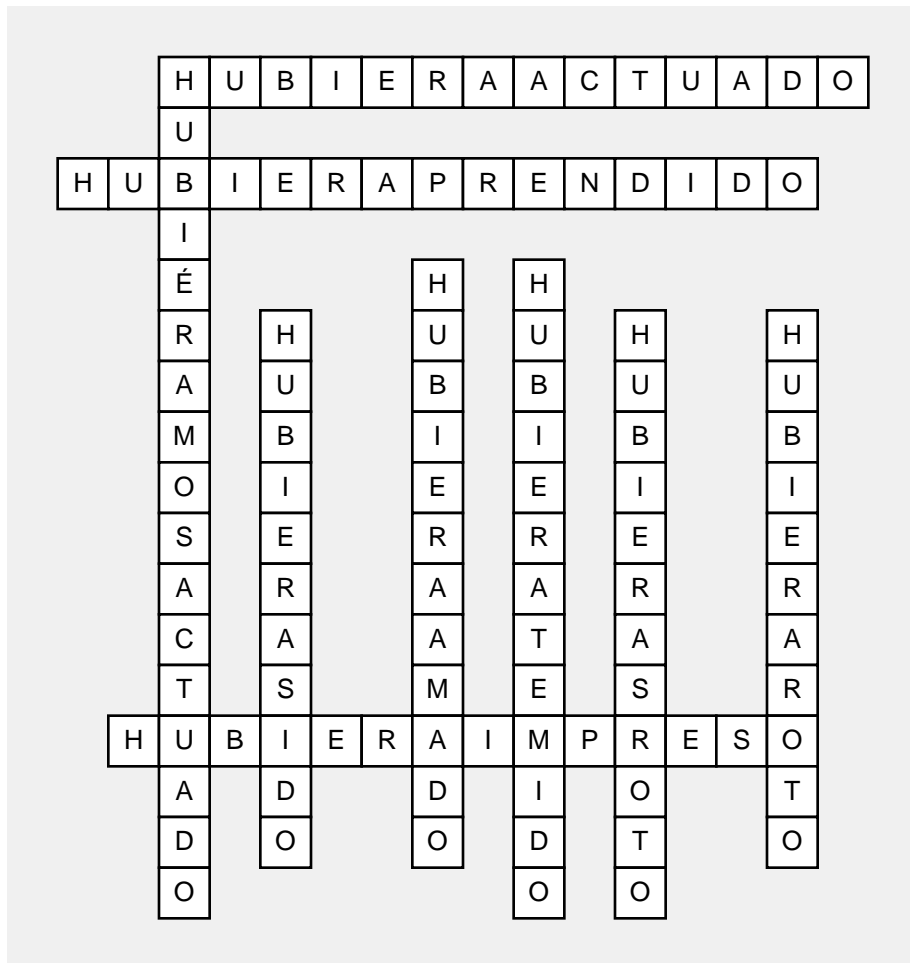 HUBIERAACTUADO
HUBIÉRAMOSACTUADO
HUBIERAPRENDIDO
HUBIERAAMADO
HUBIERATEMIDO
HUBIERASIDO
HUBIERASROTO
HUBIERAROTO
HUBIERAIMPRESO